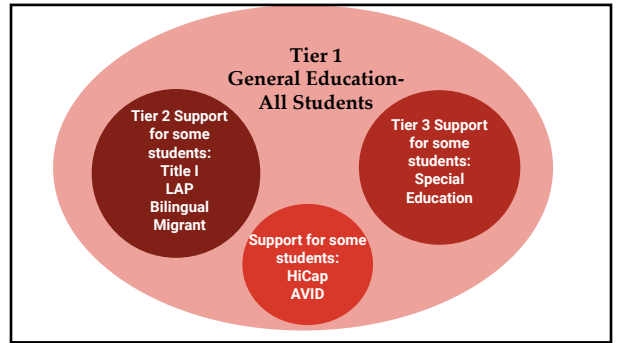 Tier 1
General Education-
All Students
Tier 2 Support
for some
students:
Title I
LAP
Bilingual
Migrant
Tier 3 Support
for some
students:
Special
Education
Support for some
students:
HiCap
AVID